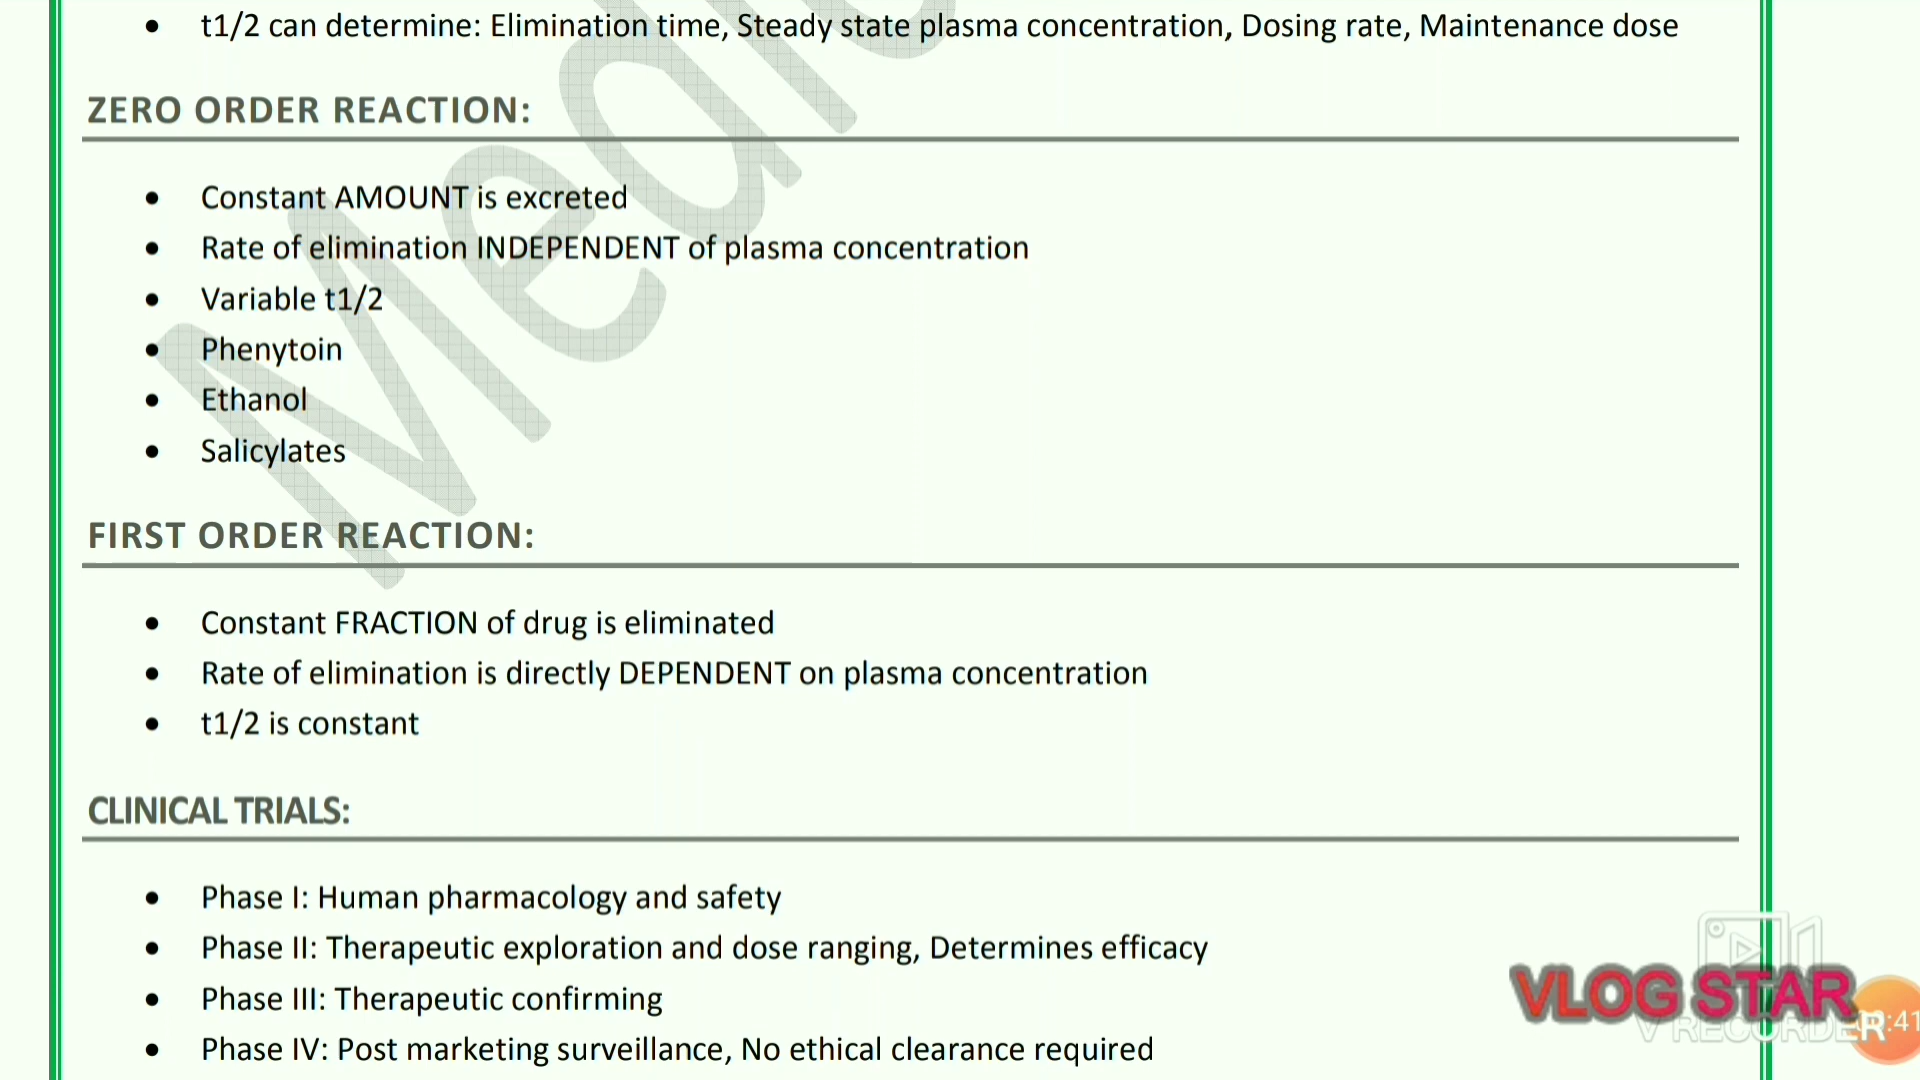 • t1/2 can determine: Elimination time, Steady state plasma concentration, Dosing rate, Maintenance dose
ZERO ORDER REACTION:
• Constant AMOUNT is excreted
• Rate of elimination INDEPENDENT of plasma concentration
• Variable t1/2
• Phenytoin
• Ethanol
• Salicylates
FIRST ORDER REACTION:
• Constant FRACTION of drug is eliminated
• Rate of elimination is directly DEPENDENT on plasma concentration
• t1/2 is constant
CLINICAL TRIALS:
• Phase I: Human pharmacology and safety
• Phase II: Therapeutic exploration and dose ranging, Determines efficacy
• Phase III: Therapeutic confirming
• Phase IV: Post marketing surveillance, No ethical clearance required
VLOG STAR
V RECORDER